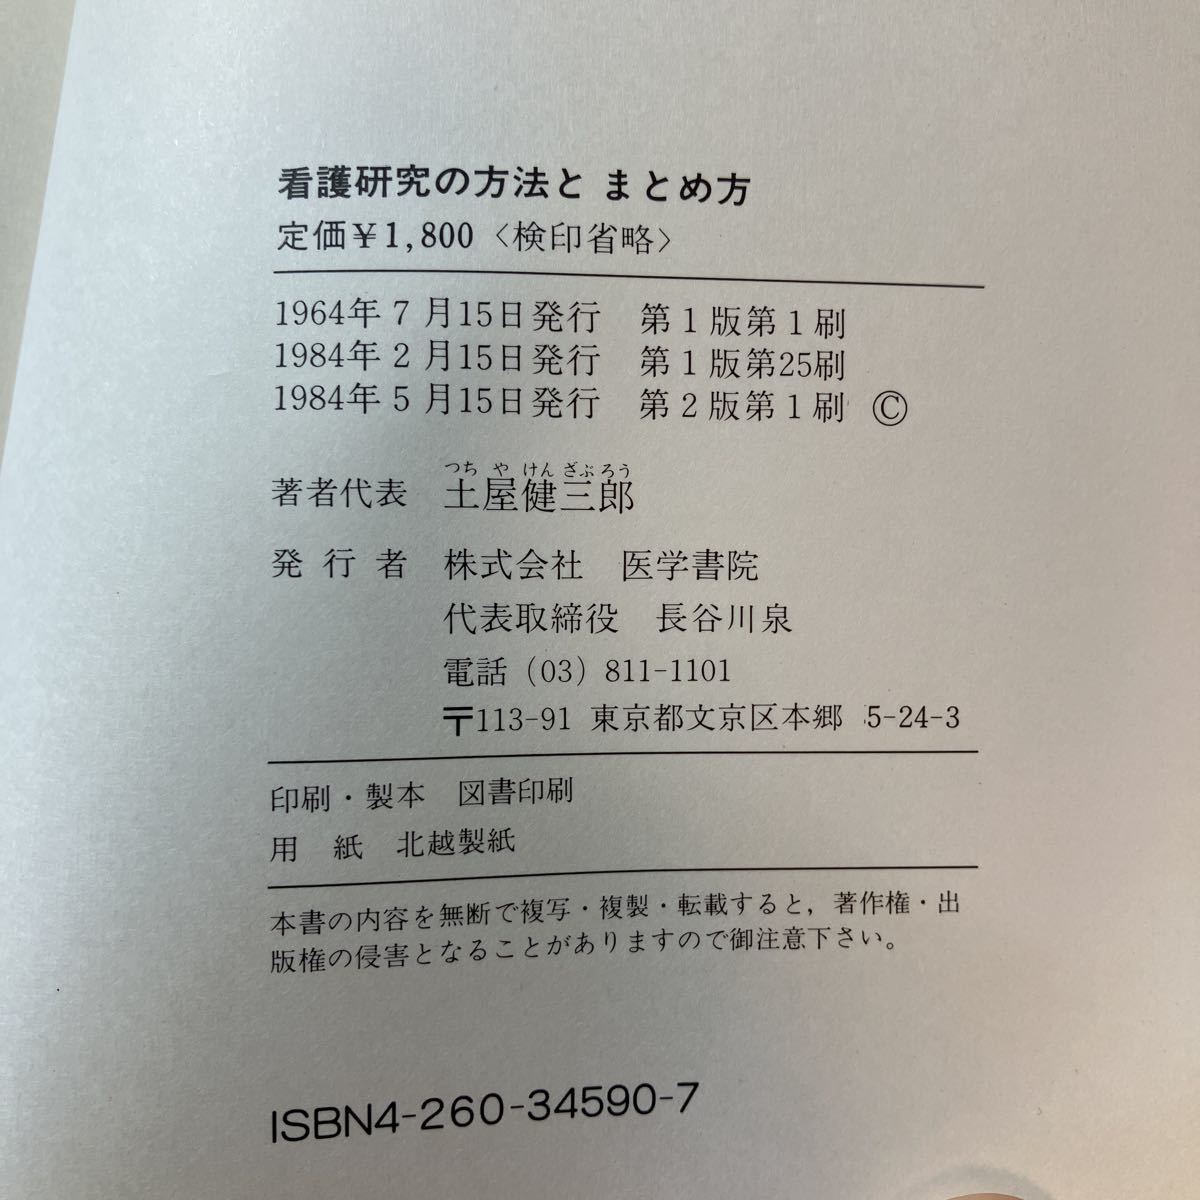 看護研究の方法と まとめ方
定価¥1,800〈検印省略〉
1964年7月15日発行 第1版第1刷
1984年2月15日発行 第1版第25刷
1984年5月15日発行 第2版第1刷 ©
つち や けん ざぶ ろう
著者代表 土屋健三郎
発行者 株式会社 医学書院
代表取締役 長谷川泉
電話(03) 811-1101
〒113-91 東京都文京区本郷 5-24-3
印刷・製本 図書印刷
用紙 北越製紙
本書の内容を無断で複写・複製・転載すると，著作権・出
版権の侵害となることがありますので御注意下さい。
ISBN4-260-34590-7